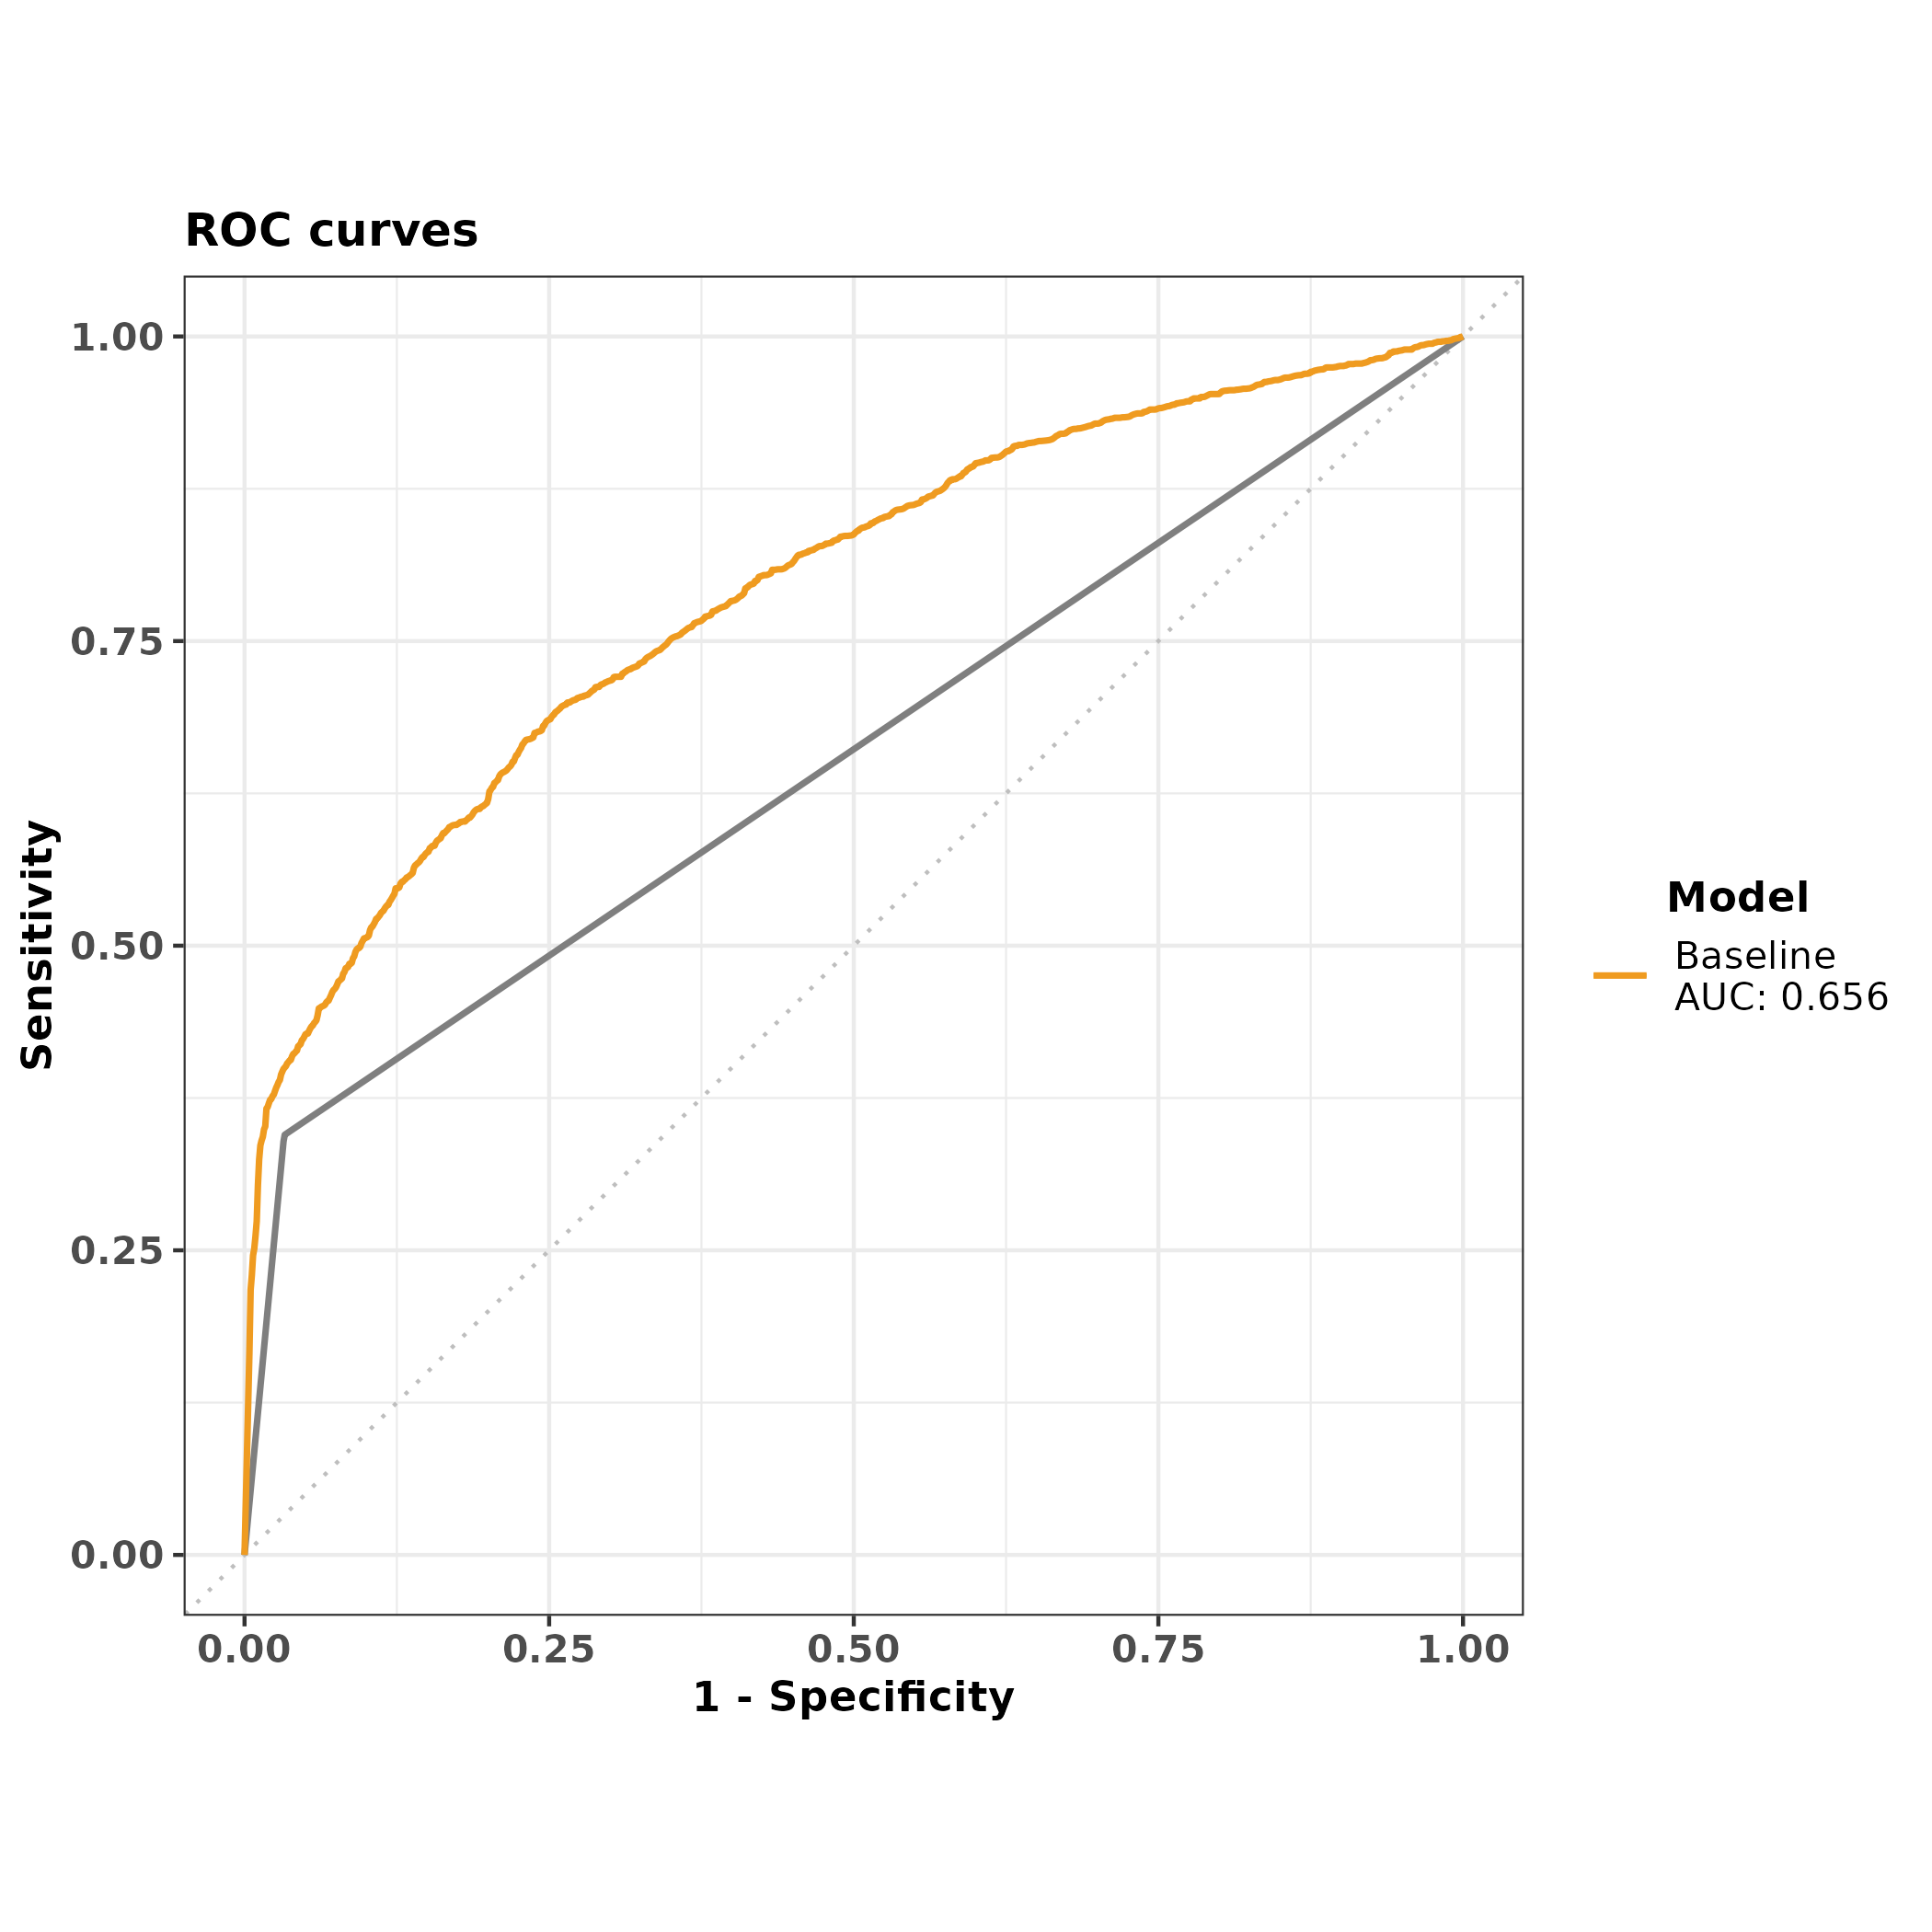 ROC curves
1.00
0.75
0.50
0.25
0.00
Sensitivity
0.00 0.25 0.50 0.75 1.00
1 - Specificity
Model
Baseline
AUC: 0.656